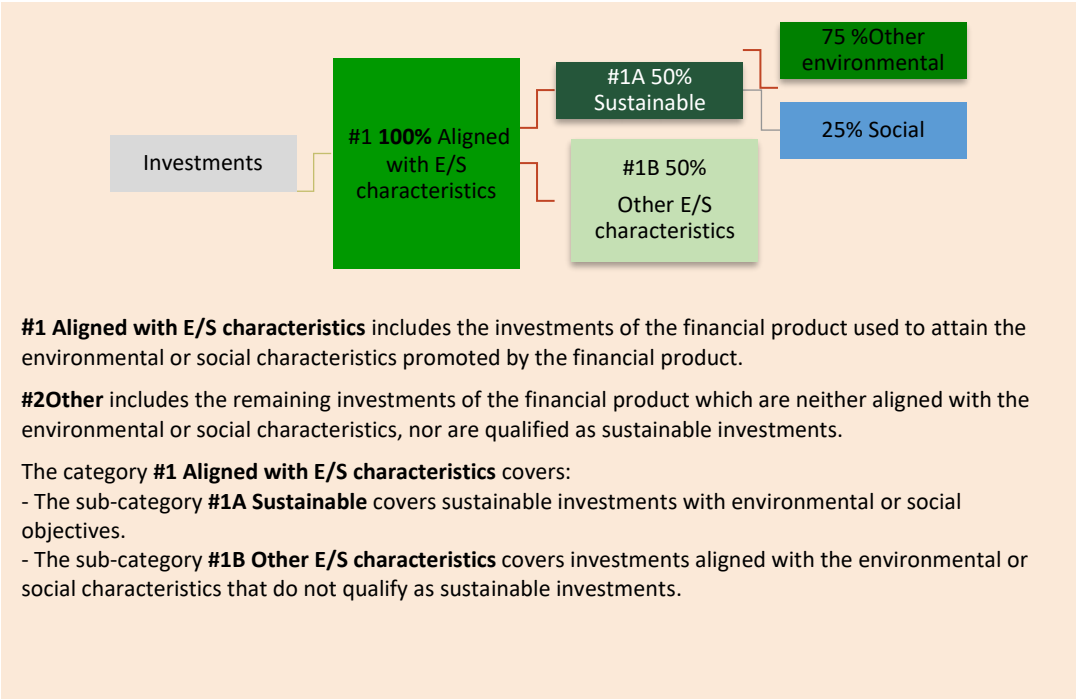 Investments
#1 100% Aligned
with E/S
characteristics
#1A 50%
Sustainable
75 %Other
environmental
25% Social
#1B 50%
Other E/S
characteristics
#1 Aligned with E/S characteristics includes the investments of the financial product used to attain the
environmental or social characteristics promoted by the financial product.
#2Other includes the remaining investments of the financial product which are neither aligned with the
environmental or social characteristics, nor are qualified as sustainable investments.
The category #1 Aligned with E/S characteristics covers:
- The sub-category #1A Sustainable covers sustainable investments with environmental or social
objectives.
- The sub-category #1B Other E/S characteristics covers investments aligned with the environmental or
social characteristics that do not qualify as sustainable investments.